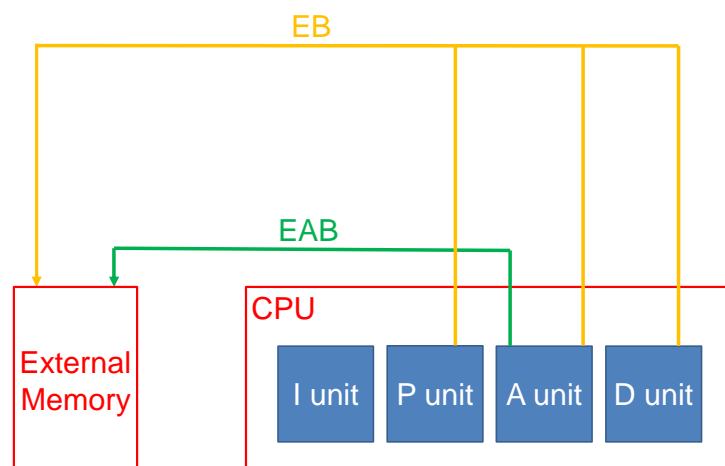 EB
EAB
CPU
External
Memory
I unit
P unit
A unit
D unit